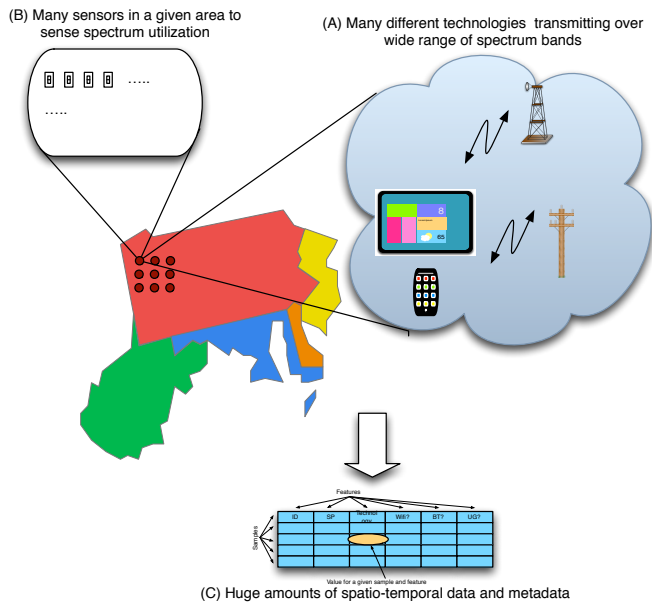 (B) Many sensors in a given area to
sense spectrum utilization
(A) Many different technologies transmitting over
wide range of spectrum bands
.....
.....
8
65
Features
Samples
ID SP Technol Wifi? BT? UG?
ogy
Value for a given sample and feature
(C) Huge amounts of spatio-temporal data and metadata